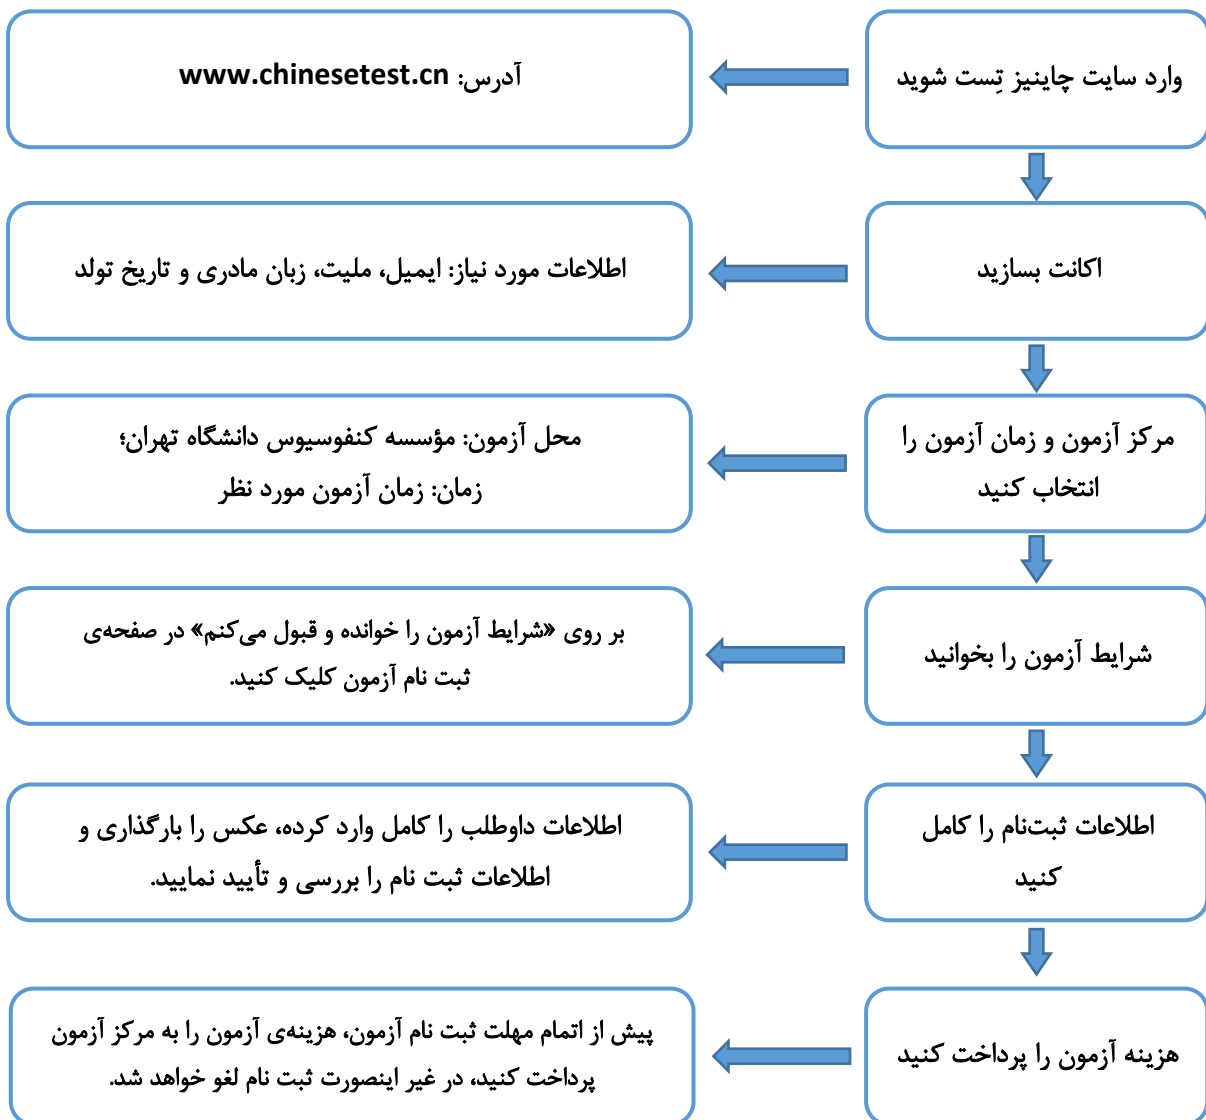 وارد سایت چاینیز تِست شوید
آدرس: www.chinesetest.cn
اکانت بسازید
اطلاعات مورد نیاز: ایمیل، ملیت، زبان مادری و تاریخ تولد
مرکز آزمون و زمان آزمون را
انتخاب کنید
محل آزمون: مؤسسه کنفوسیوس دانشگاه تهران؛
زمان: زمان آزمون مورد نظر
شرایط آزمون را بخوانید
بر روی «شرایط آزمون را خوانده و قبول می‌کنم» در صفحه‌ی
ثبت نام آزمون کلیک کنید.
اطلاعات ثبت‌نام را کامل
کنید
اطلاعات داوطلب را کامل وارد کرده، عکس را بارگذاری و
اطلاعات ثبت نام را بررسی و تأیید نمایید.
هزینه آزمون را پرداخت کنید
پیش از اتمام مهلت ثبت نام آزمون، هزینه‌ی آزمون را به مرکز آزمون
پرداخت کنید، در غیر اینصورت ثبت نام لغو خواهد شد.